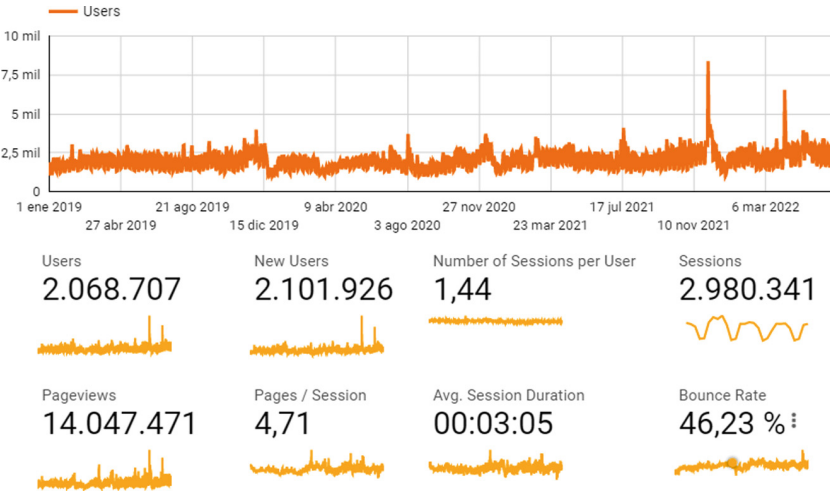 Users
10 mil
7,5 mil
5 mil
2,5 mil
0
1 ene 2019
21 ago 2019
9 abr 2020
27 nov 2020
17 jul 2021
6 mar 2022
27 abr 2019
15 dic 2019
3 ago 2020
23 mar 2021
10 nov 2021
Users
New Users
Number of Sessions per User
Sessions
2.068.707
2.101.926
1,44
2.980.341
Pageviews
Pages / Session
Avg. Session Duration
Bounce Rate
14.047.471
4,71
00:03:05
46,23 %